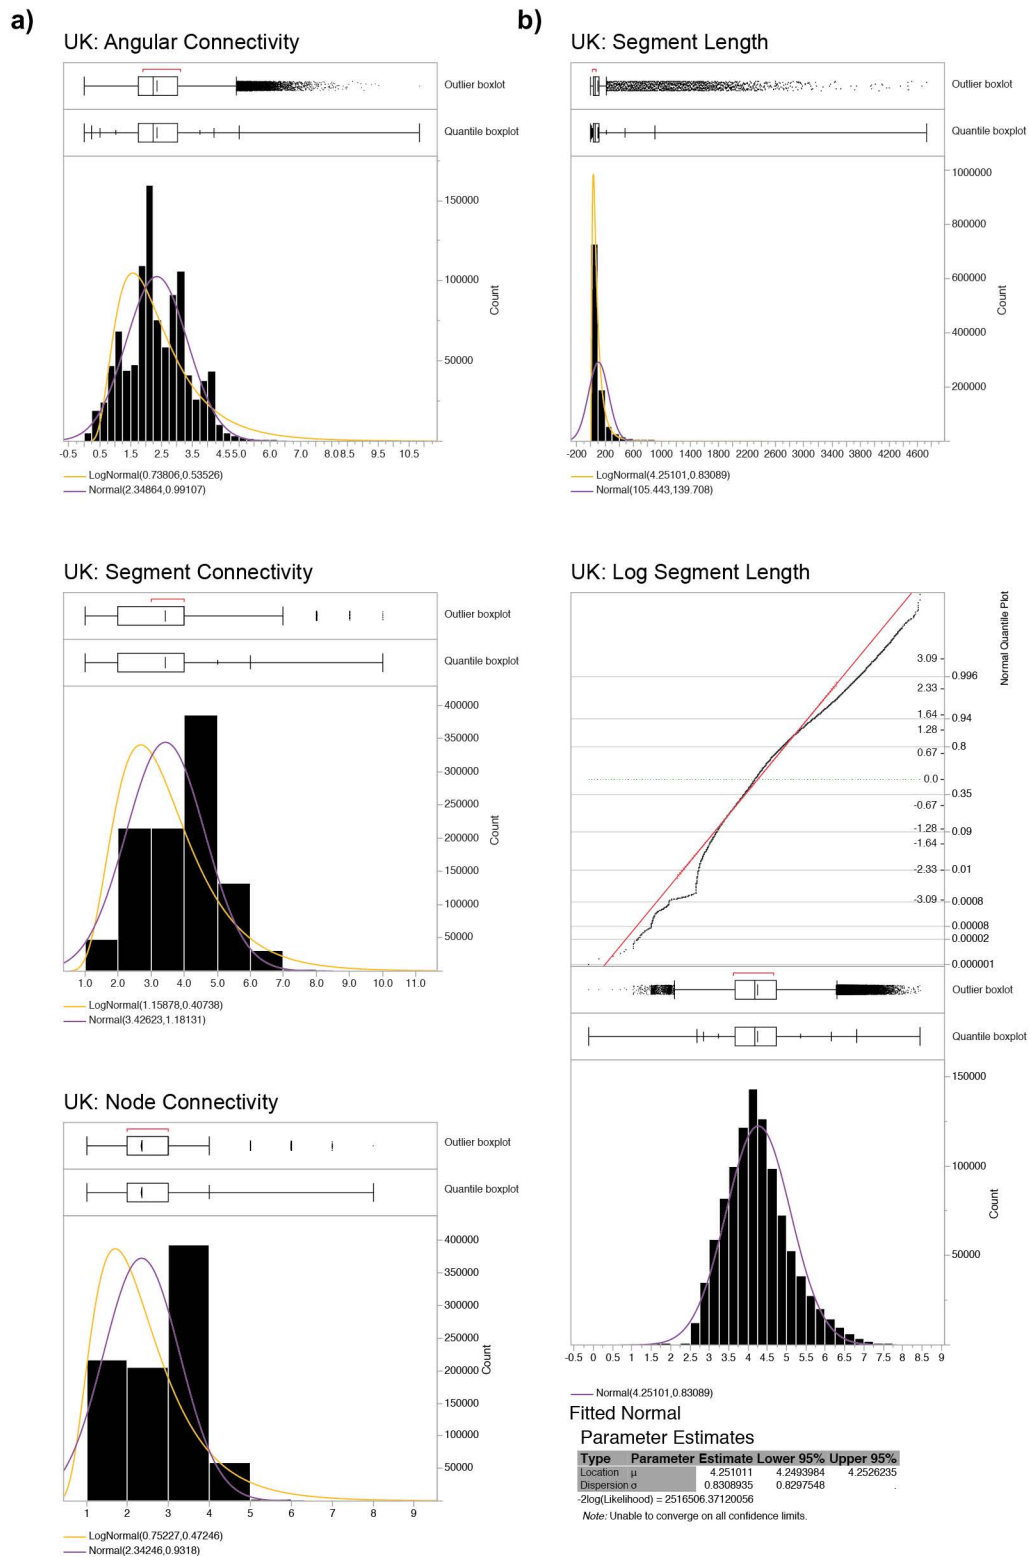 a)
UK: Angular Connectivity
Outlier boxlot
Quantile boxplot
150000
100000
50000
Count
-0.5 0.5 1.5 2.5 3.5 4.55.0 6.0 7.0 8.08.5 9.5 10.5
LogNormal(0.73806,0.53526)
Normal(2.34864,0.99107)
UK: Segment Connectivity
Outlier boxplot
Quantile boxplot
400000
350000
300000
250000
200000
150000
100000
50000
Count
1.0 2.0 3.0 4.0 5.0 6.0 7.0 8.0 9.0 10.0 11.0
LogNormal(1.15878,0.40738)
Normal(3.42623,1.18131)
UK: Node Connectivity
Outlier boxplot
Quantile boxplot
400000
350000
300000
250000
200000
150000
100000
50000
Count
1 2 3 4 5 6 7 8 9
LogNormal(0.75227,0.47246)
Normal(2.34246,0.9318)
b)
UK: Segment Length
Outlier boxlot
Quantile boxplot
1000000
800000
600000
400000
200000
Count
-200 200 600 1000 1400 1800 2200 2600 3000 3400 3800 4200 4600
LogNormal(4.25101,0.83089)
Normal(105.443,139.708)
UK: Log Segment Length
Normal Quantile Plot
3.09
0.996
2.33
1.64
0.94
1.28
0.8
0.67
0.0
0.35
-0.67
-1.28
0.09
-1.64
-2.33
0.01
-3.09
0.0008
0.00008
0.00002
0.000001
Outlier boxlot
Quantile boxplot
150000
100000
50000
Count
-0.5 0 0.5 1 1.5 2 2.5 3 3.5 4 4.5 5 5.5 6 6.5 7 7.5 8 8.5 9
Normal(4.25101,0.83089)
Fitted Normal
Parameter Estimates
Type Parameter Estimate Lower 95% Upper 95%
Location μ 4.251011 4.2493984 4.2526235
Dispersion σ 0.8308935 0.8297548 .
-2log(Likelihood) = 2516506.37120056
Note: Unable to converge on all confidence limits.